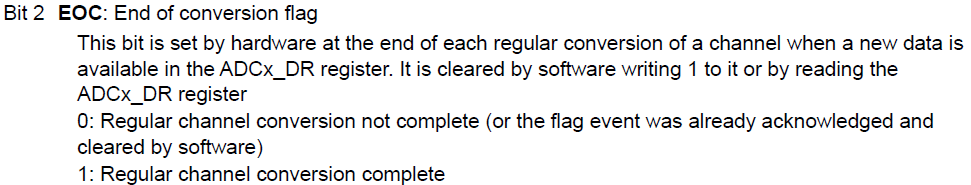 Bit 2 EOC: End of conversion flag
This bit is set by hardware at the end of each regular conversion of a channel when a new data is
available in the ADCx_DR register. It is cleared by software writing 1 to it or by reading the
ADCx_DR register
0: Regular channel conversion not complete (or the flag event was already acknowledged and
cleared by software)
1: Regular channel conversion complete